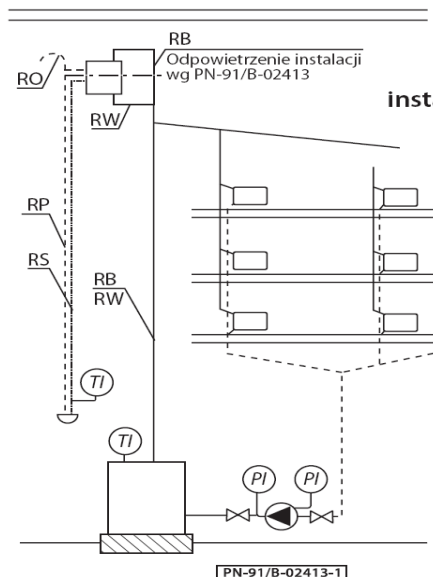 RB
Odpowietrzenie instalacji
wg PN-91/B-02413
RO
RW
inst
RP
RS
RB
RW
TI
TI
PI
PI
PN-91/B-02413-1